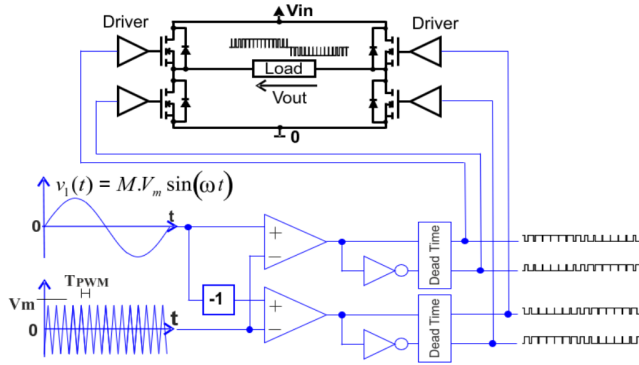 Vin
Driver
Driver
Load
Vout
0
v₁(t) = M.Vₘ sin(ωt)
t
0
Dead Time
+
−
TPWM
-1
Vm
t
0
+
−
Dead Time